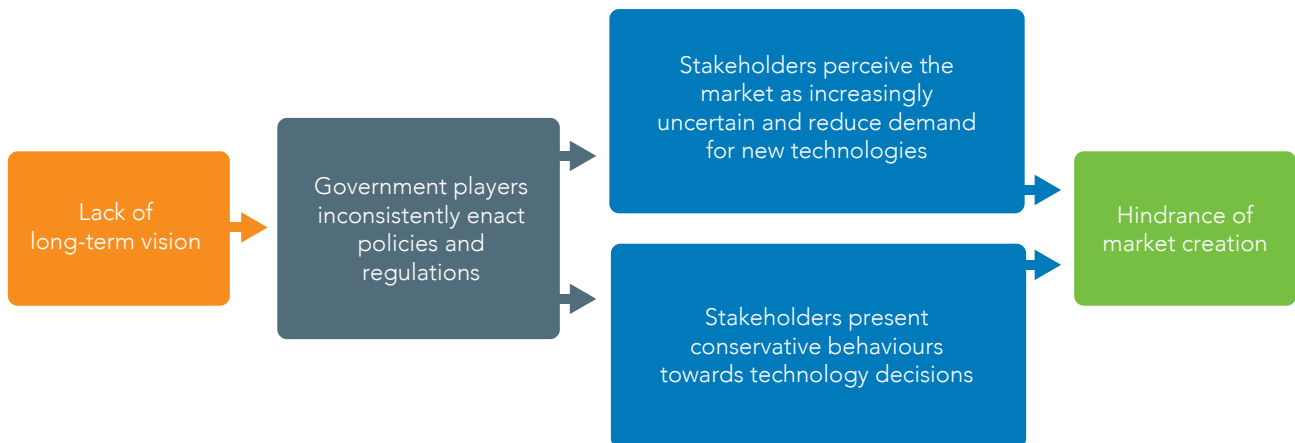 Lack of
long-term vision
Government players
inconsistently enact
policies and
regulations
Stakeholders perceive the
market as increasingly
uncertain and reduce demand
for new technologies
Stakeholders present
conservative behaviours
towards technology decisions
Hindrance of
market creation